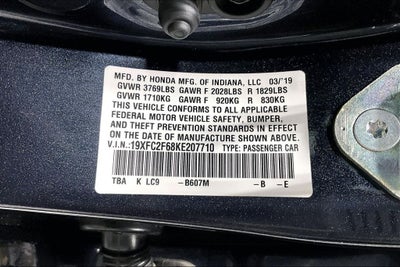 MFD. BY HONDA MFG. OF INDIANA, LLC 03/'19
GVWR 3769LBS GAWR F 2028LBS R 1829LBS
GVWR 1710KG GAWR F 920KG R 830KG
THIS VEHICLE CONFORMS TO ALL APPLICABLE
FEDERAL MOTOR VEHICLE SAFETY, BUMPER,
AND THEFT PREVENTION STANDARDS IN EFFECT
ON THE DATE OF MANUFACTURE SHOWN ABOVE.
V.I.N.: 19XFC2F68KE207710 TYPE: PASSENGER CAR
TBA K LC9 -B607M -B -E